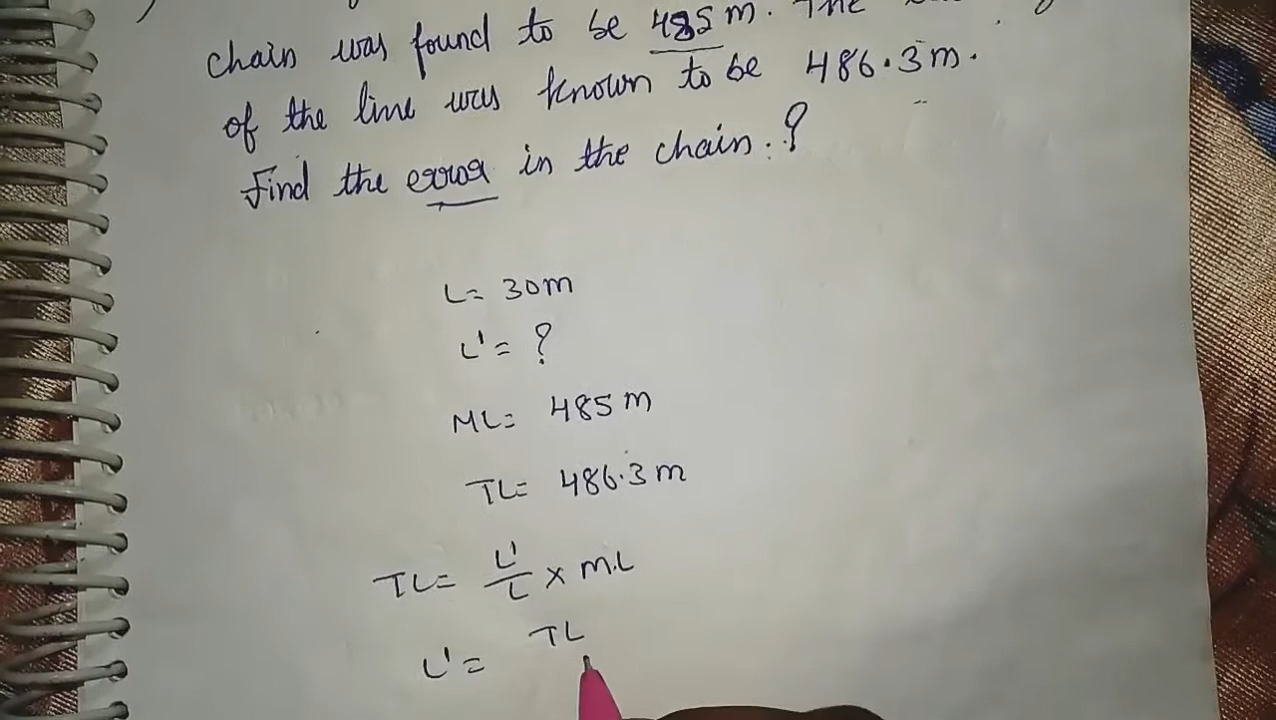 chain was found to be 485 m. The
of the line was known to be 486.3 m.
Find the error in the chain.?
L= 30m
L'= ?
ML= 485 m
TL= 486.3 m
TL= L'/L × M.L
L'= TL